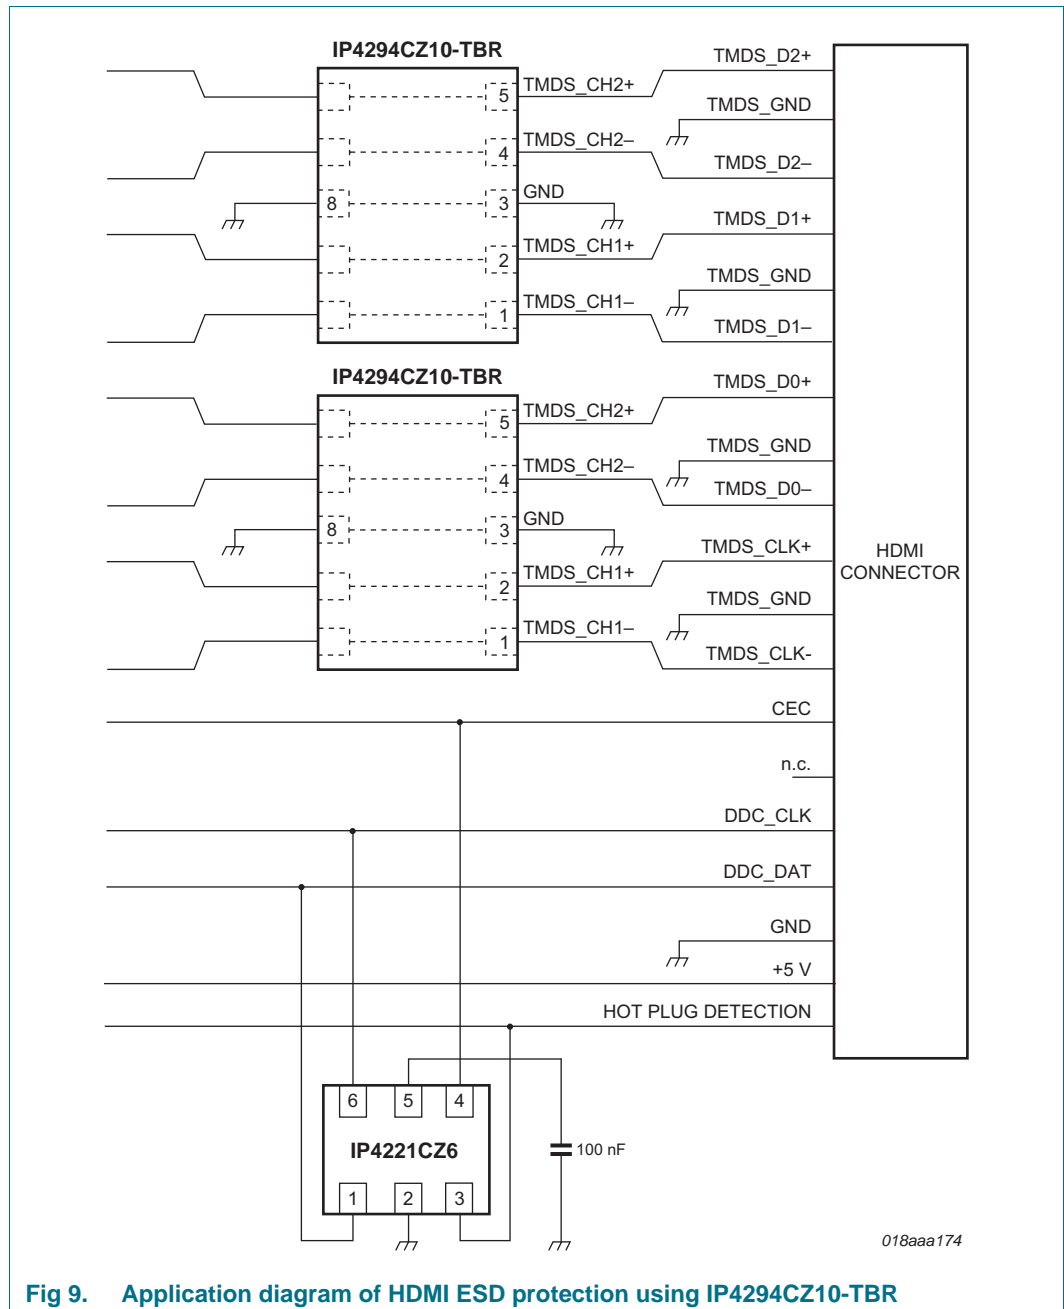 IP4294CZ10-TBR
TMDS_D2+
5 TMDS_CH2+
TMDS_GND
4 TMDS_CH2–
TMDS_D2–
8 3 GND
TMDS_D1+
2 TMDS_CH1+
TMDS_GND
1 TMDS_CH1–
TMDS_D1–
IP4294CZ10-TBR
TMDS_D0+
5 TMDS_CH2+
TMDS_GND
4 TMDS_CH2–
TMDS_D0–
8 3 GND
TMDS_CLK+
HDMI
CONNECTOR
2 TMDS_CH1+
TMDS_GND
1 TMDS_CH1–
TMDS_CLK-
CEC
n.c.
DDC_CLK
DDC_DAT
GND
+5 V
HOT PLUG DETECTION
6 5 4
IP4221CZ6
100 nF
1 2 3
018aaa174
Fig 9. Application diagram of HDMI ESD protection using IP4294CZ10-TBR